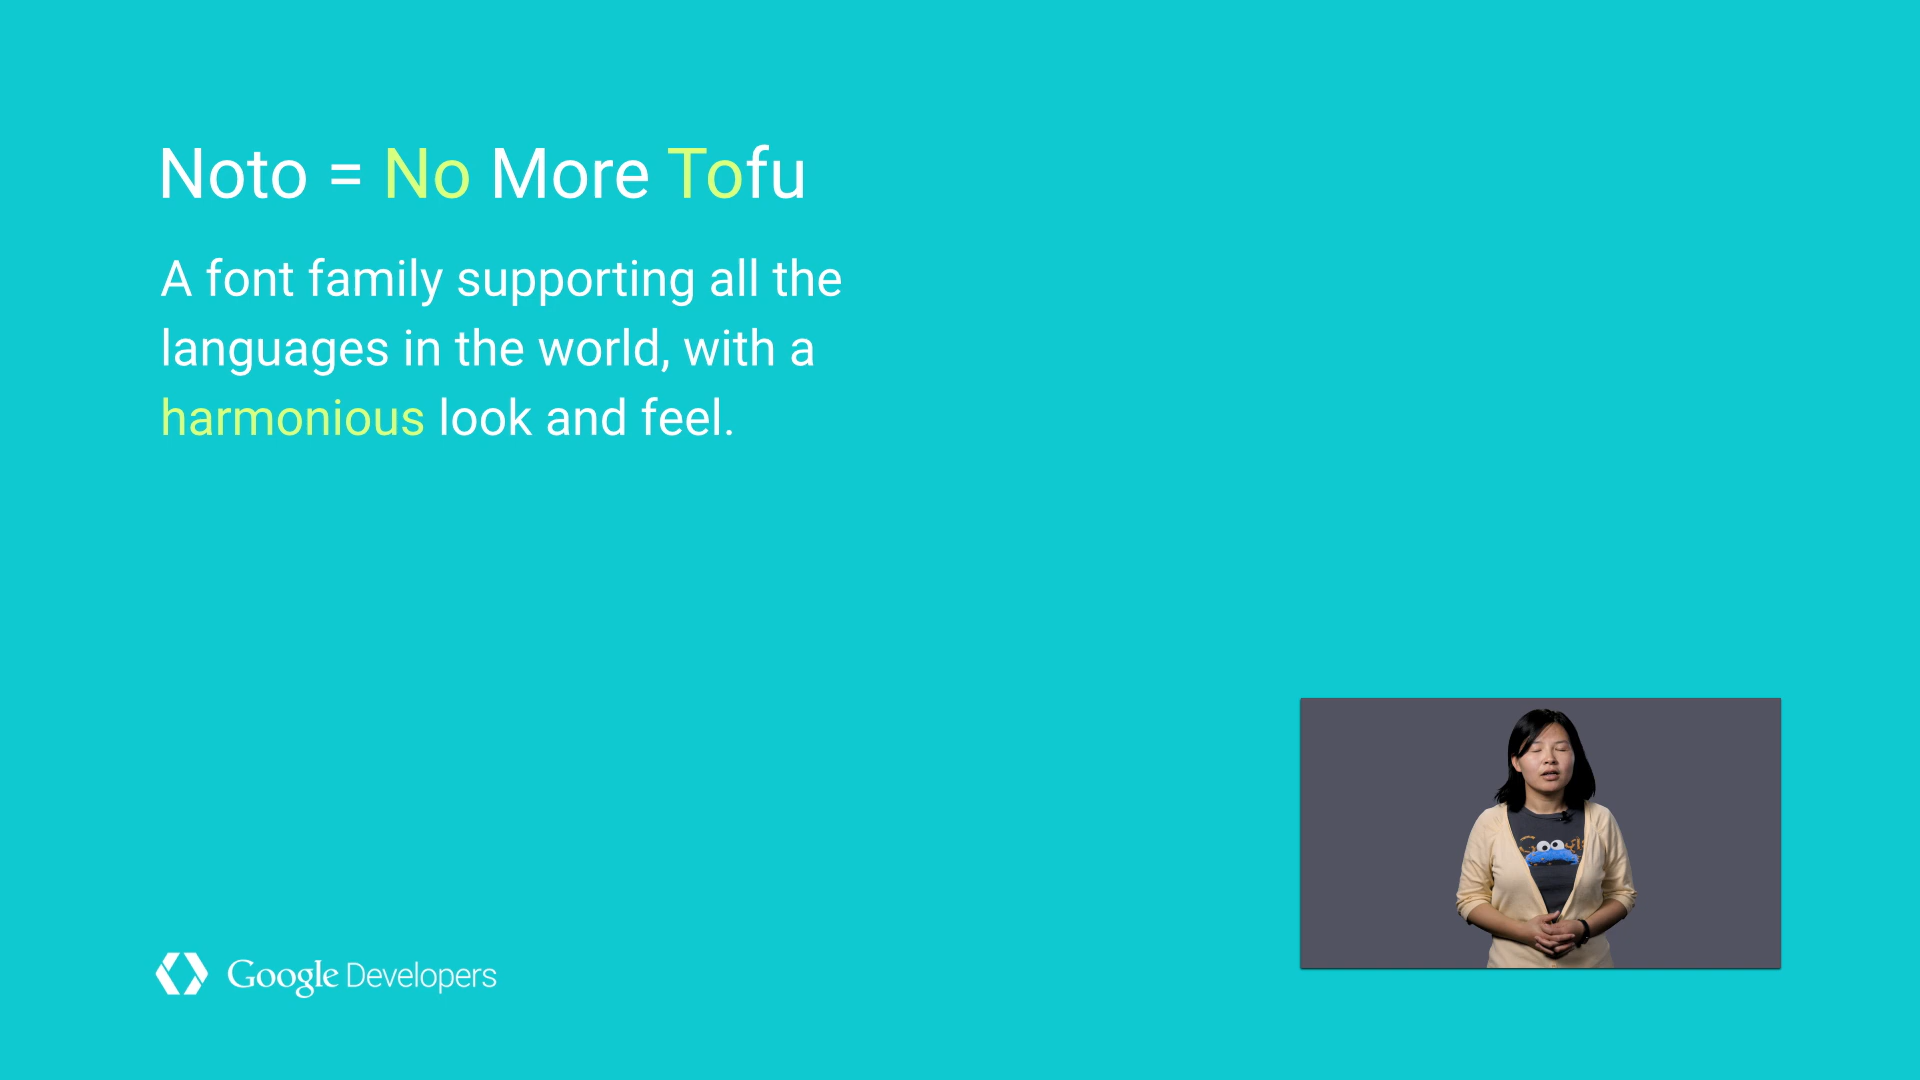 Noto = No More Tofu
A font family supporting all the
languages in the world, with a
harmonious look and feel.
Google Developers